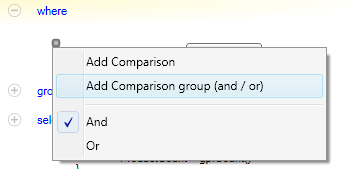 where
Add Comparison
Add Comparison group (and / or)
gro
And
sel
Or